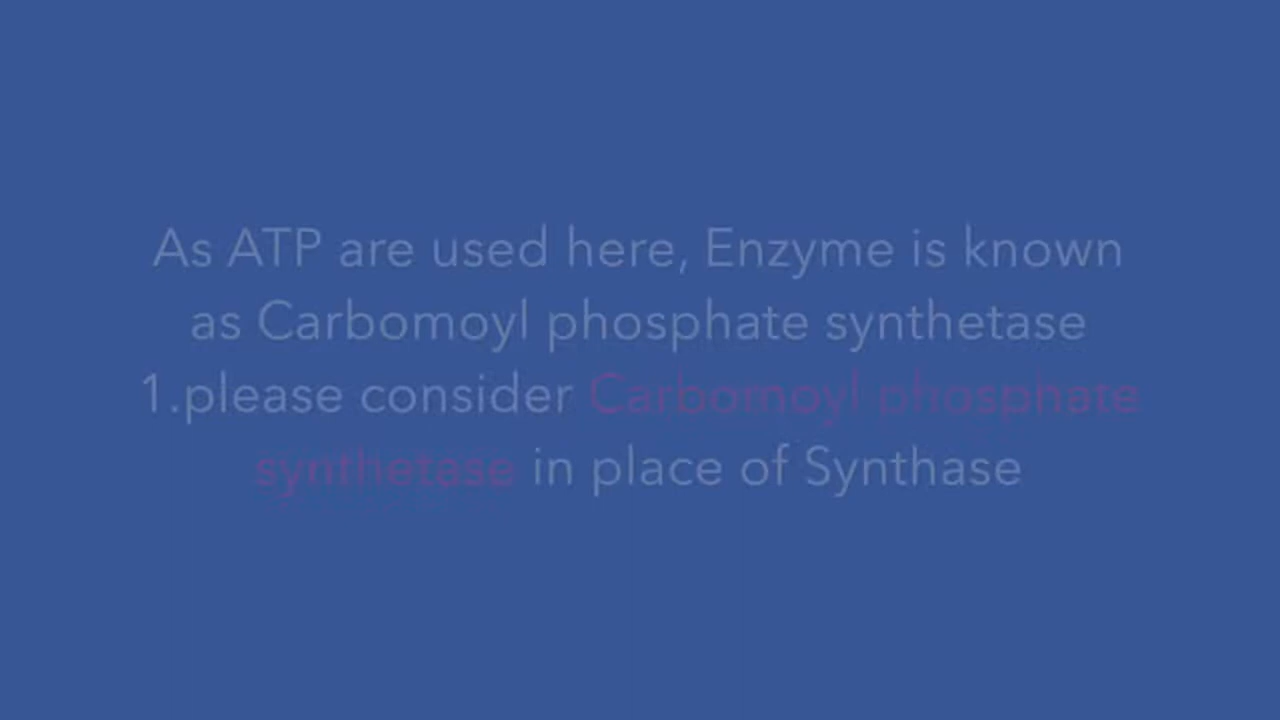 As ATP are used here, Enzyme is known
as Carbomoyl phosphate synthetase
1.please consider Carbomoyl phosphate
synthetase in place of Synthase